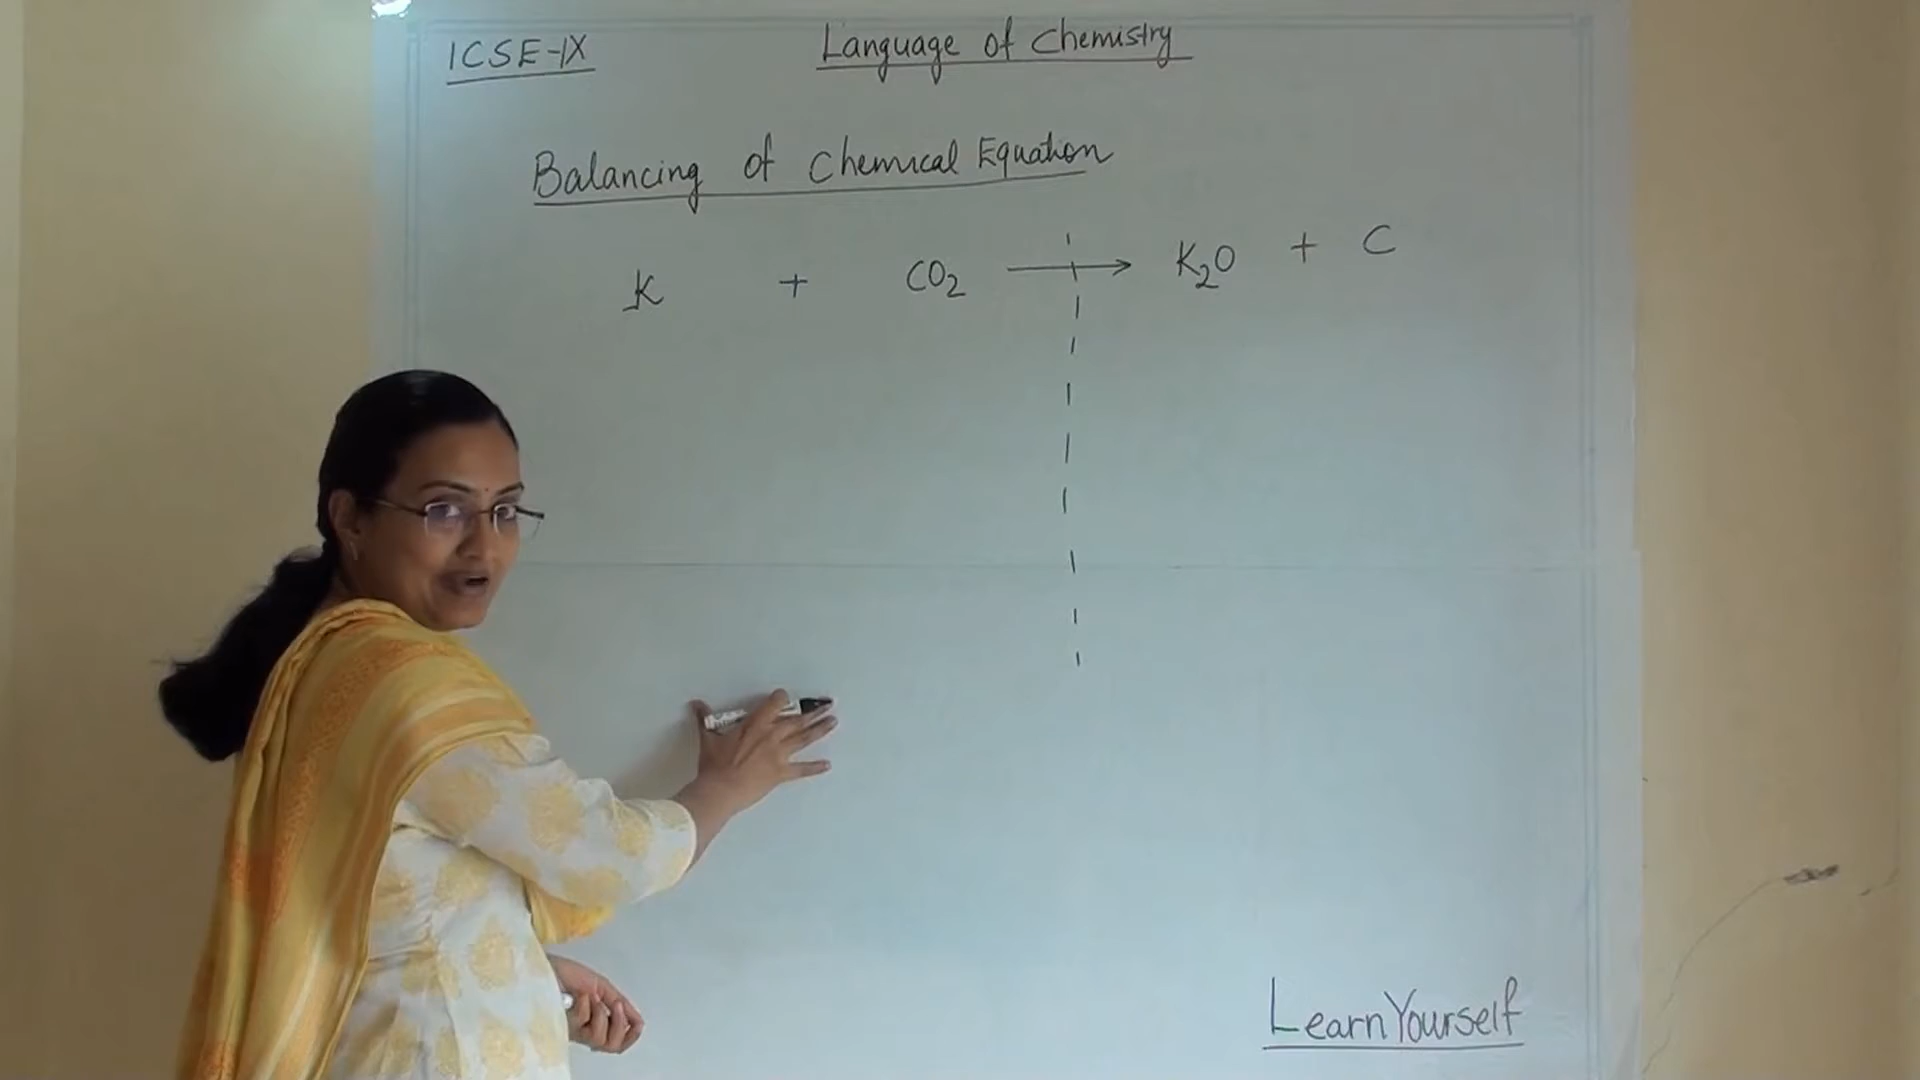 ICSE-IX Language of Chemistry
Balancing of Chemical Equation
K + CO₂ → K₂O + C
LearnYourself